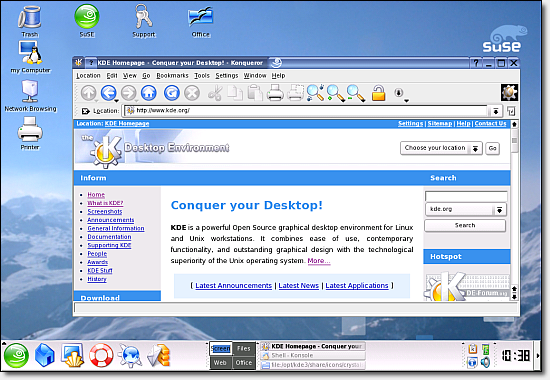 Trash
SuSE
Support
Office
SUSE
my Computer
Network Browsing
Printer
KDE Homepage - Conquer your Desktop! - Konqueror
Location Edit View Go Bookmarks Tools Settings Window Help
Location: http://www.kde.org/
Location: KDE Homepage
Settings | Sitemap | Help | Contact Us
the K Desktop Environment
Choose your location
Go
Inform
Home
What is KDE?
Screenshots
Announcements
General Information
Documentation
Supporting KDE
People
Awards
KDE Stuff
History
Download
Conquer your Desktop!
KDE is a powerful Open Source graphical desktop environment for Linux
and Unix workstations. It combines ease of use, contemporary
functionality, and outstanding graphical design with the technological
superiority of the Unix operating system. More...
[ Latest Announcements | Latest News | Latest Applications ]
Search
kde.org
Search
Hotspot
DE-Forum
Screen
Files
Web
Office
KDE Homepage - Conquer your
Shell - Konsole
file:/opt/kde3/share/icons/crysta
10:38